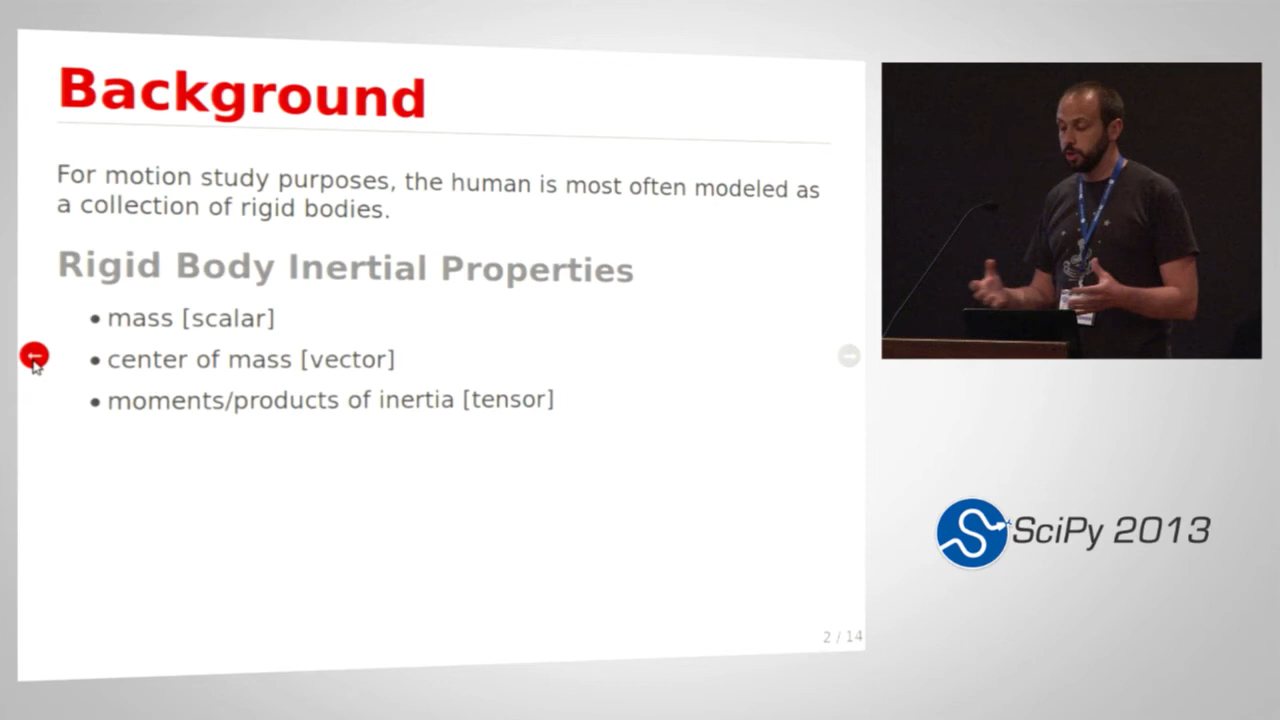 Background
For motion study purposes, the human is most often modeled as
a collection of rigid bodies.
Rigid Body Inertial Properties
• mass [scalar]
• center of mass [vector]
• moments/products of inertia [tensor]
2 / 14
SciPy 2013